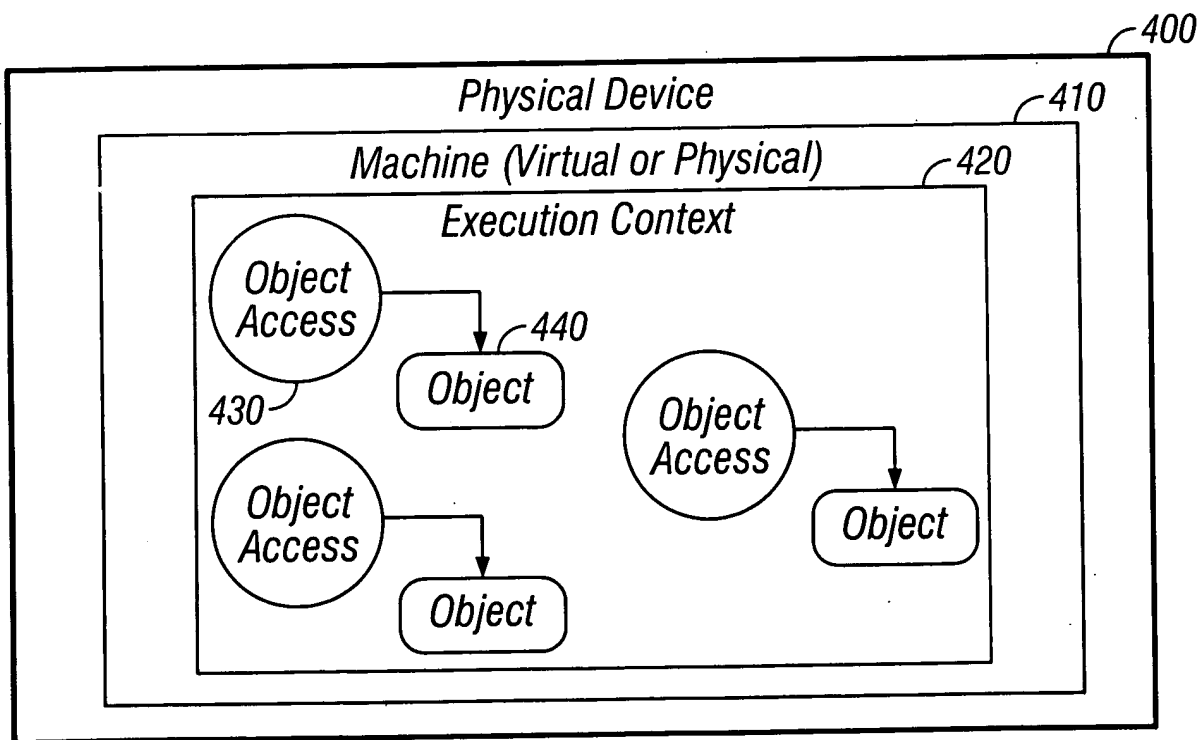 400
Physical Device
410
Machine (Virtual or Physical)
420
Execution Context
Object
Access
440
Object
430
Object
Access
Object
Object
Access
Object